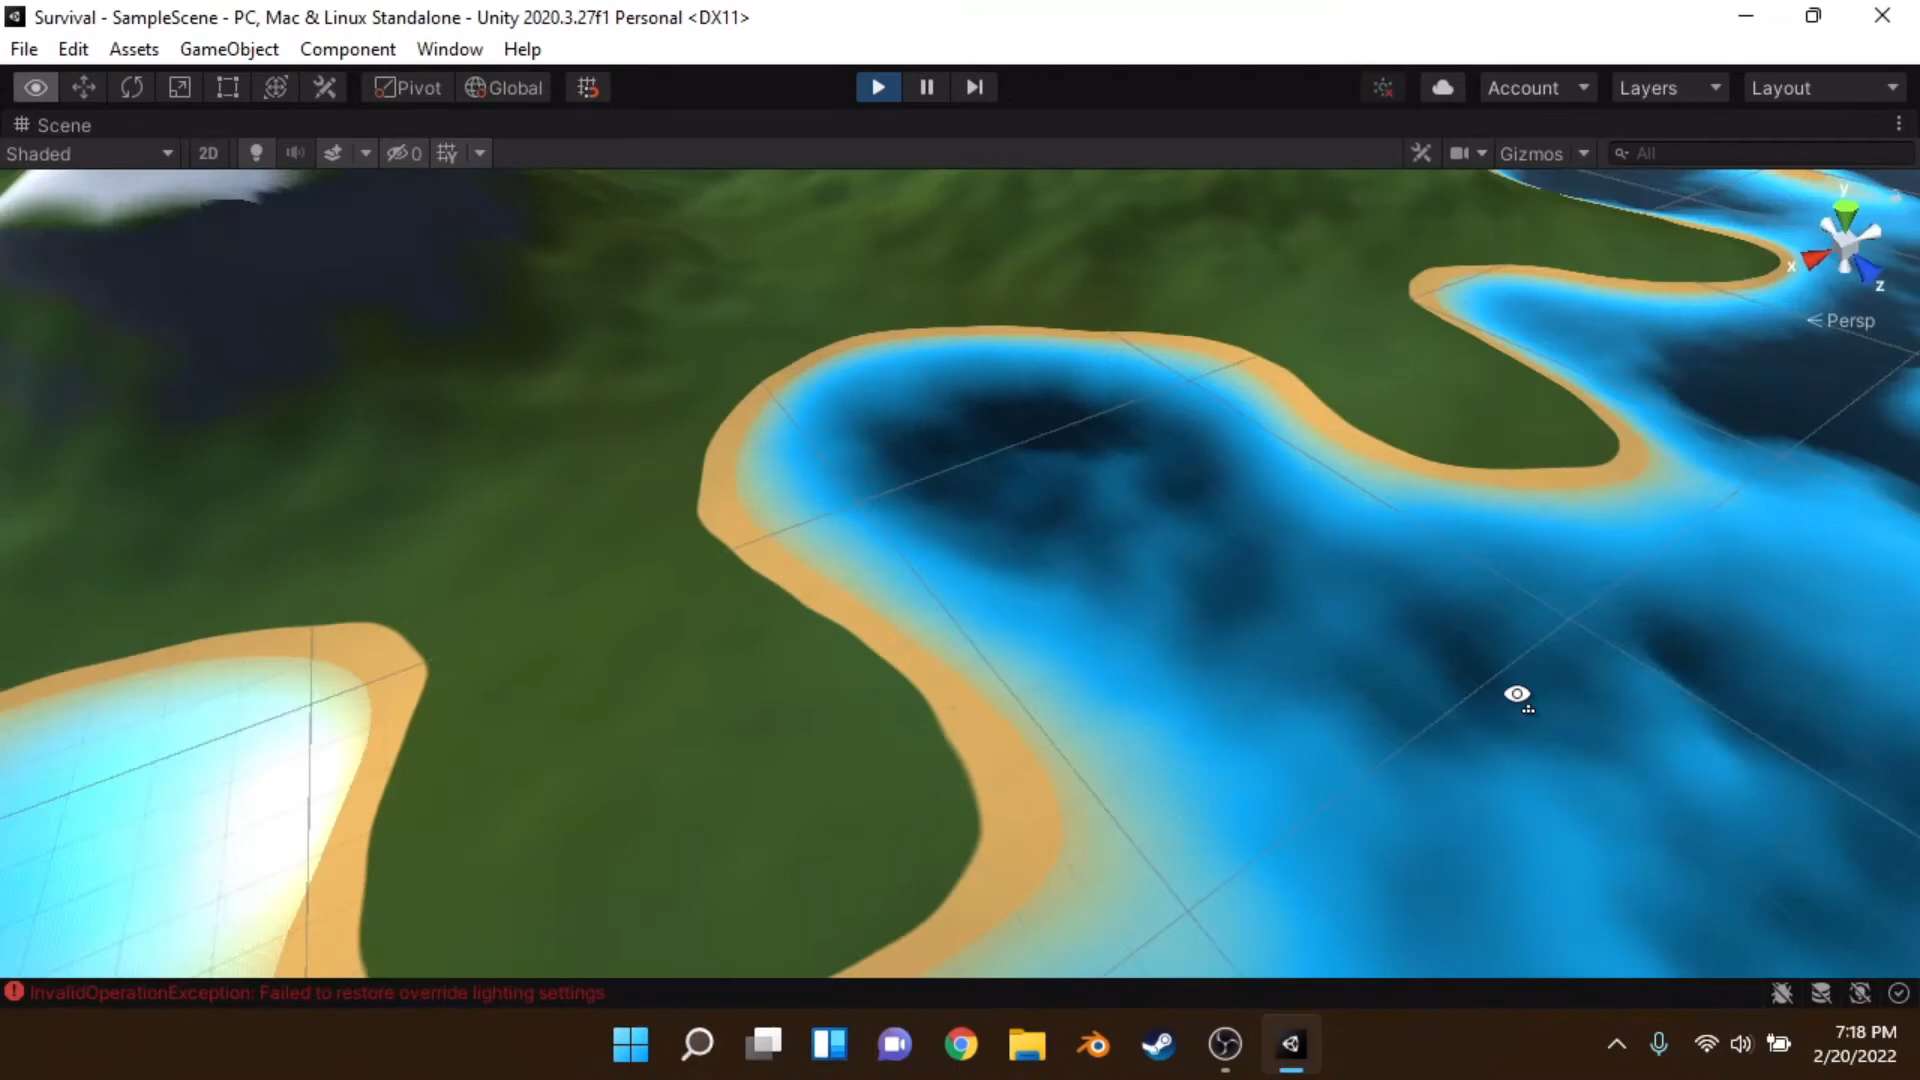 Survival - SampleScene - PC, Mac & Linux Standalone - Unity 2020.3.27f1 Personal <DX11>
File Edit Assets GameObject Component Window Help
Pivot Global Account Layers Layout
Scene
Shaded 2D 0 Gizmos All
y
x
z
Persp
InvalidOperationException: Failed to restore override lighting settings
7:18 PM
2/20/2022